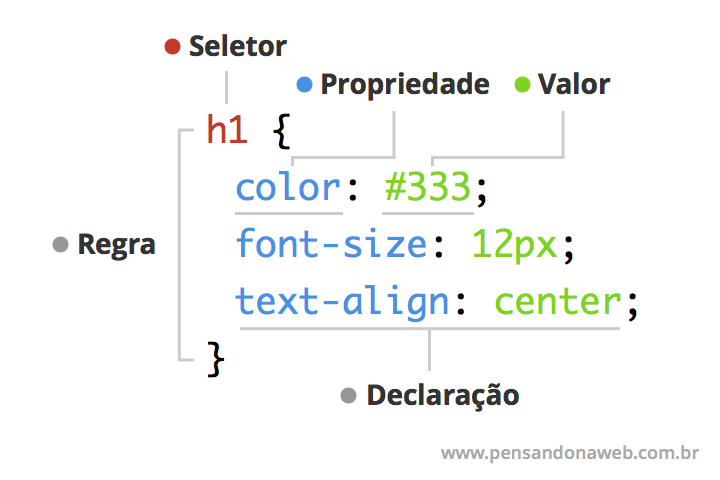 Seletor
Propriedade
Valor
h1 {
color: #333;
Regra
font-size: 12px;
text-align: center;
}
Declaração
www.pensandonaweb.com.br